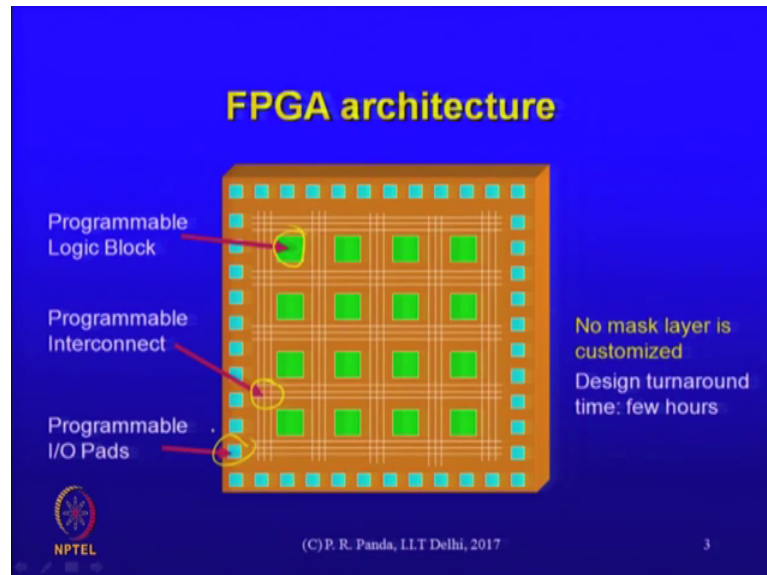 FPGA architecture
Programmable
Logic Block
Programmable
Interconnect
Programmable
I/O Pads
No mask layer is
customized
Design turnaround
time: few hours
NPTEL
(C) P. R. Panda, I.I.T Delhi, 2017
3